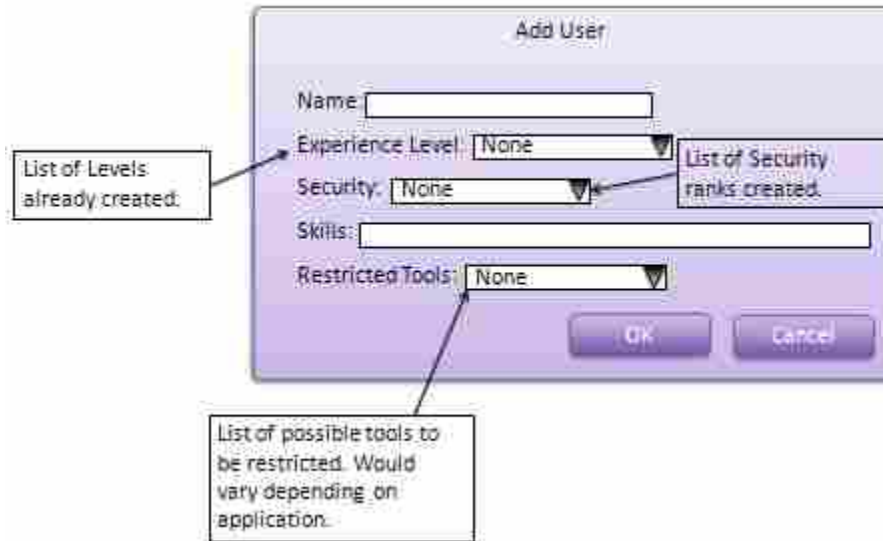 Add User
Name:
Experience Level: None
List of Levels
already created.
List of Security
ranks created.
Security: None
Skills:
Restricted Tools: None
OK Cancel
List of possible tools to
be restricted. Would
vary depending on
application.